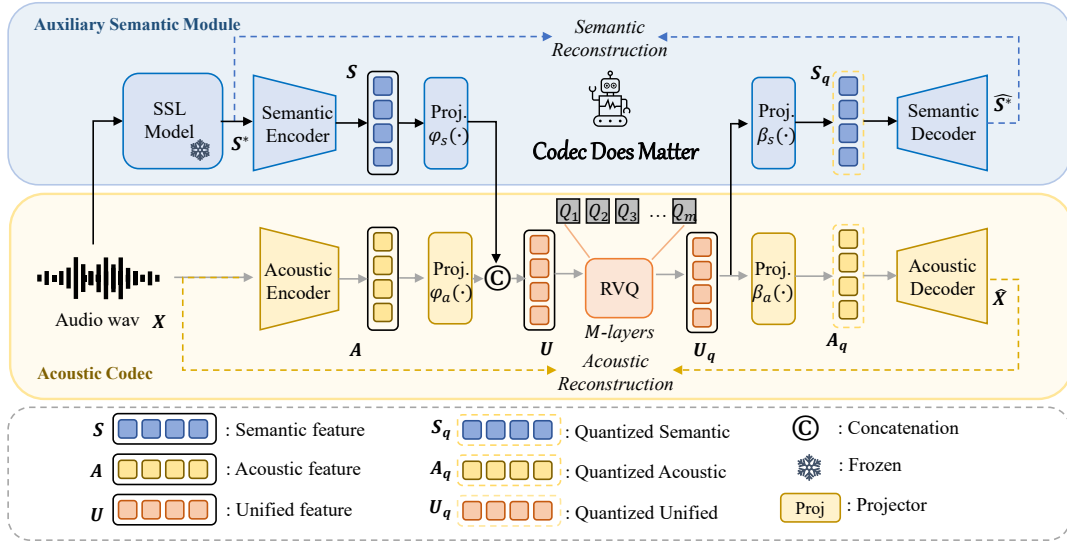 Auxiliary Semantic Module
Semantic
Reconstruction
SSL
Model
S*
Semantic
Encoder
S
Proj.
φs(·)
Codec Does Matter
Proj.
βs(·)
Sq
Semantic
Decoder
Ŝ*
Audio wav X
Acoustic
Encoder
A
Proj.
φa(·)
C
U
Q1 Q2 Q3 ... Qm
RVQ
M-layers
Uq
Proj.
βa(·)
Aq
Acoustic
Decoder
X̂
Acoustic
Reconstruction
Acoustic Codec
S : Semantic feature
Sq : Quantized Semantic
C : Concatenation
A : Acoustic feature
Aq : Quantized Acoustic
: Frozen
U : Unified feature
Uq : Quantized Unified
Proj : Projector